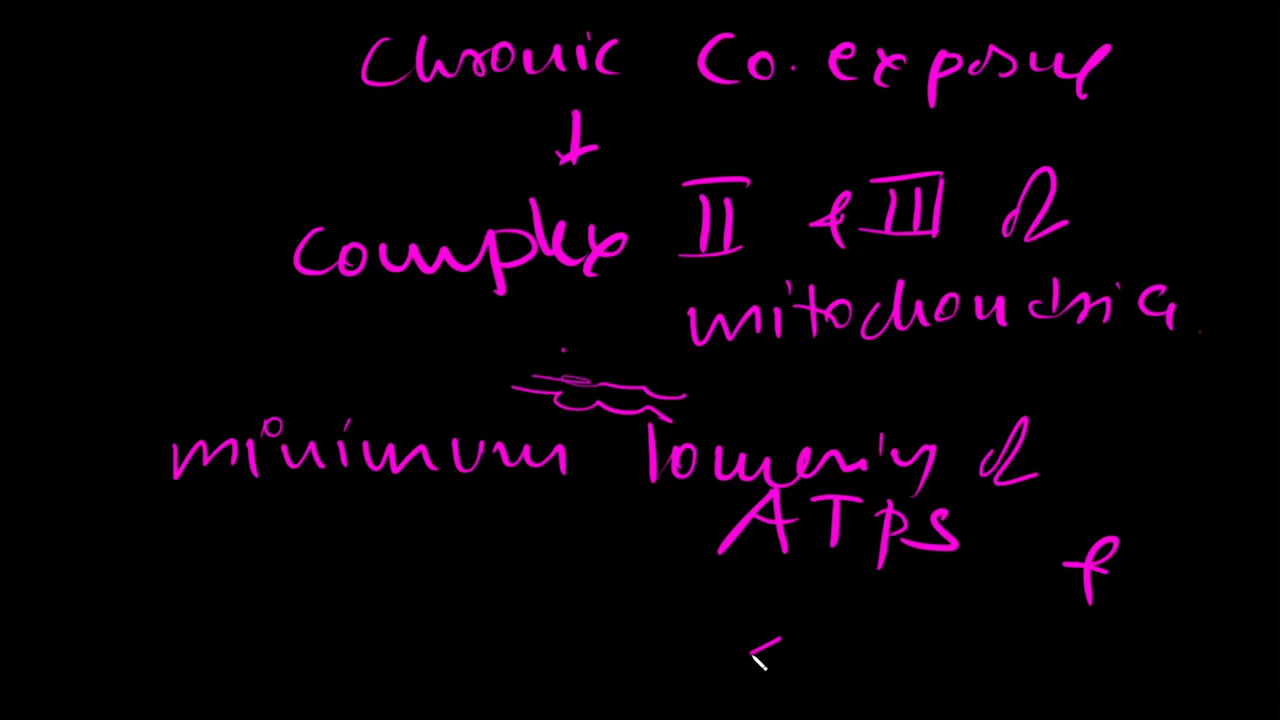 Chronic Co. exposure
Complex II & III of
mitochondria.
minimum lowering of
ATPs &